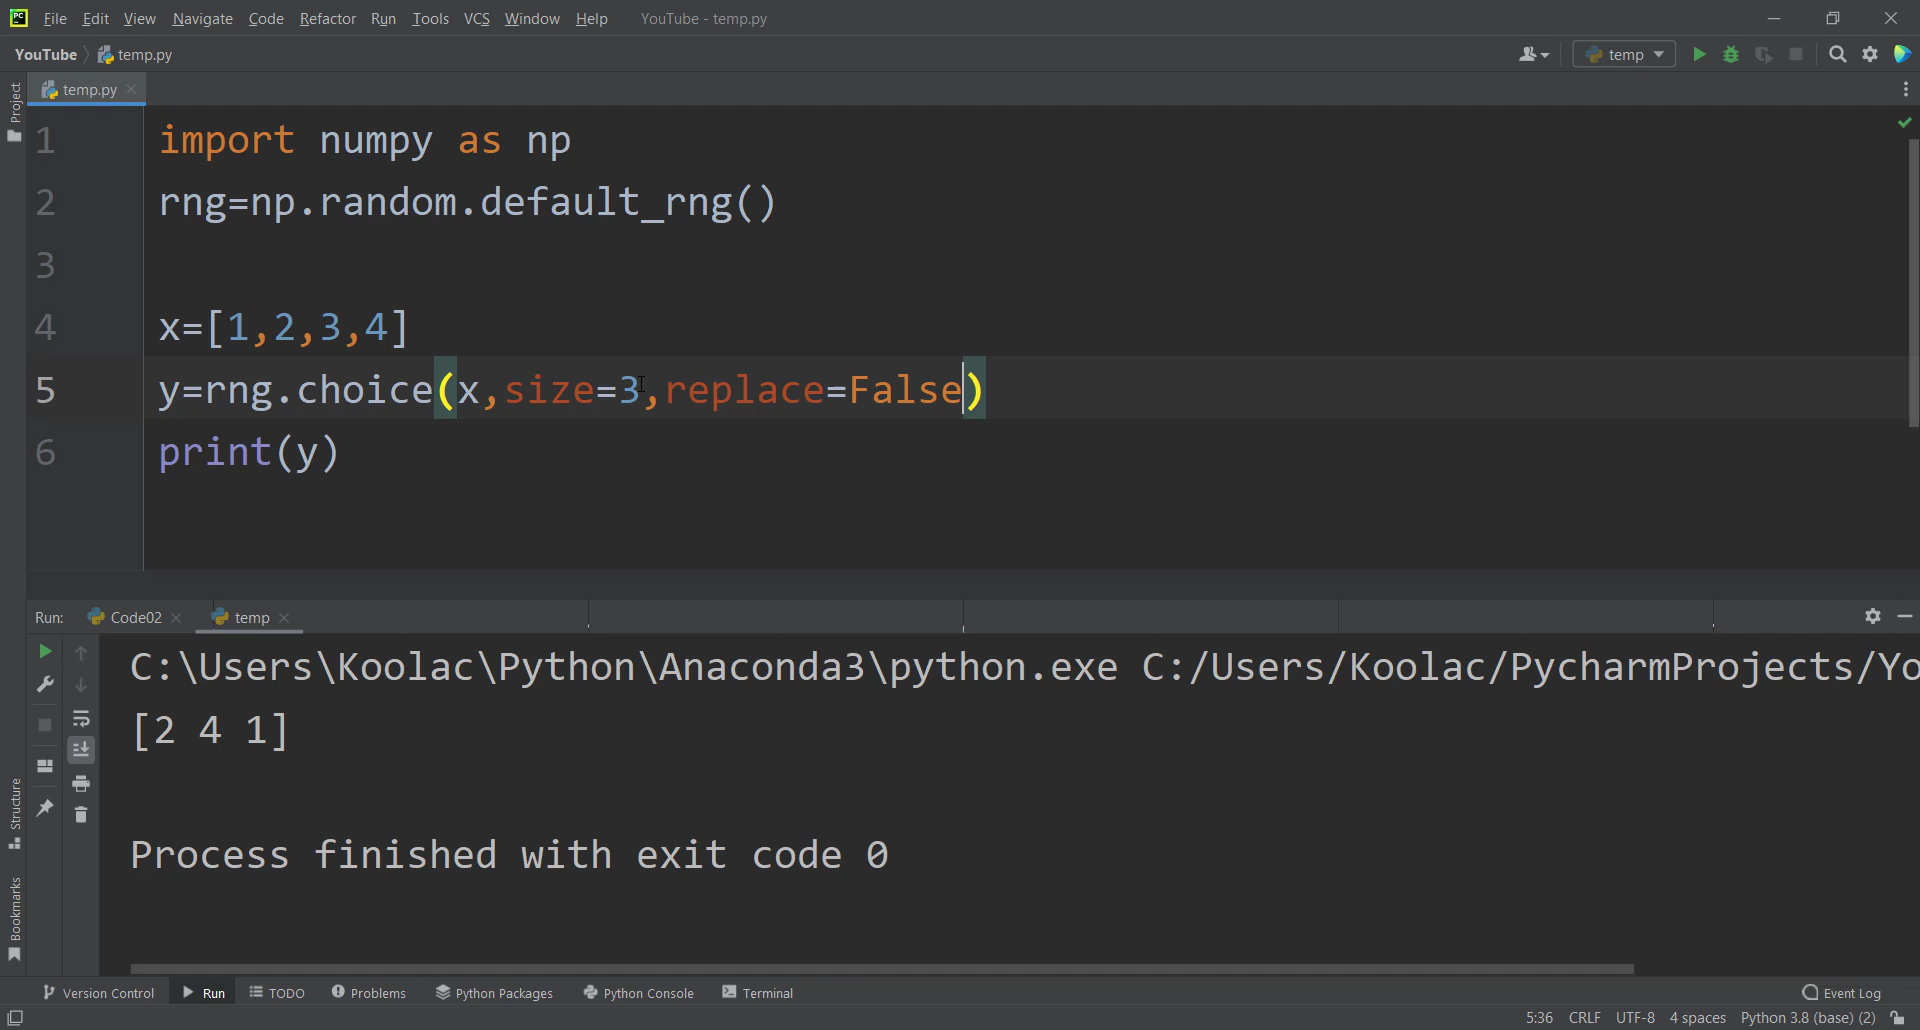 PC File Edit View Navigate Code Refactor Run Tools VCS Window Help YouTube - temp.py
YouTube temp.py temp
Project
temp.py
1 import numpy as np
2 rng=np.random.default_rng()
3
4 x=[1,2,3,4]
5 y=rng.choice(x,size=3,replace=False)
6 print(y)
Run: Code02 temp
C:\Users\Koolac\Python\Anaconda3\python.exe C:/Users/Koolac/PycharmProjects/Yo
[2 4 1]
Process finished with exit code 0
Structure
Bookmarks
Version Control Run TODO Problems Python Packages Python Console Terminal Event Log
5:36 CRLF UTF-8 4 spaces Python 3.8 (base) (2)